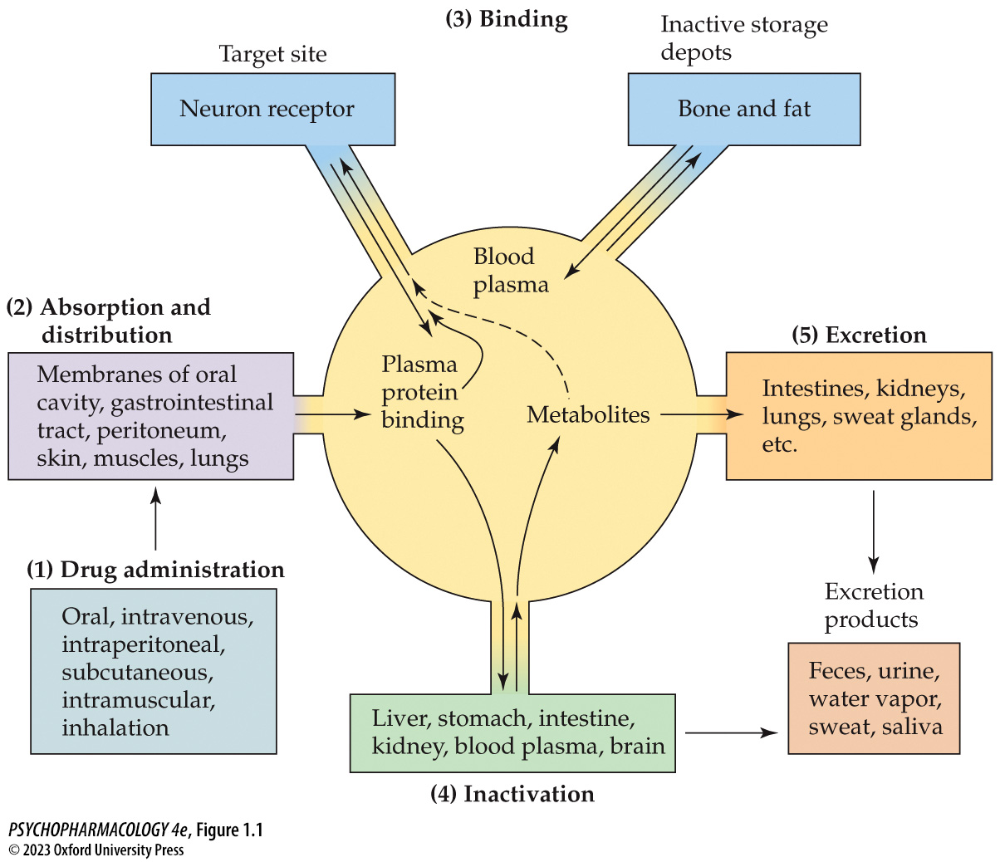 (3) Binding
Target site
Neuron receptor
Inactive storage
depots
Bone and fat
Blood
plasma
(2) Absorption and
distribution
Membranes of oral
cavity, gastrointestinal
tract, peritoneum,
skin, muscles, lungs
Plasma
protein
binding
Metabolites
(5) Excretion
Intestines, kidneys,
lungs, sweat glands,
etc.
(1) Drug administration
Oral, intravenous,
intraperitoneal,
subcutaneous,
intramuscular,
inhalation
Excretion
products
Feces, urine,
water vapor,
sweat, saliva
Liver, stomach, intestine,
kidney, blood plasma, brain
(4) Inactivation
PSYCHOPHARMACOLOGY 4e, Figure 1.1
© 2023 Oxford University Press